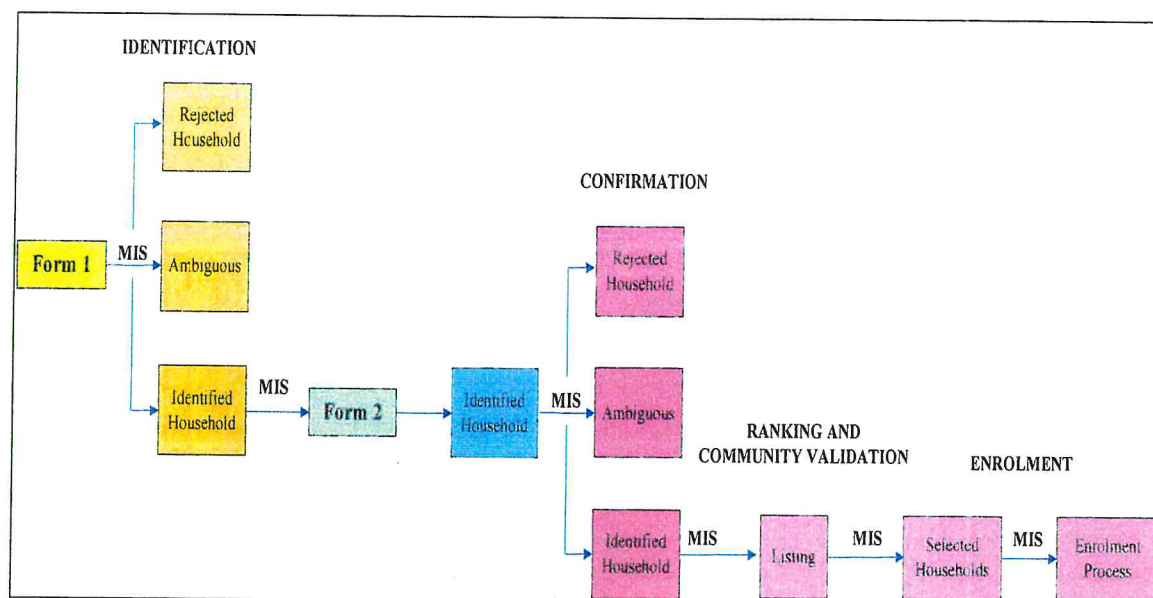 IDENTIFICATION
Rejected
Household
CONFIRMATION
Form 1
MIS
Ambiguous
Rejected
Household
Identified
Household
MIS
Form 2
Identified
Household
MIS
Ambiguous
RANKING AND
COMMUNITY VALIDATION
ENROLMENT
Identified
Household
MIS
Listing
MIS
Selected
Households
MIS
Enrolment
Process